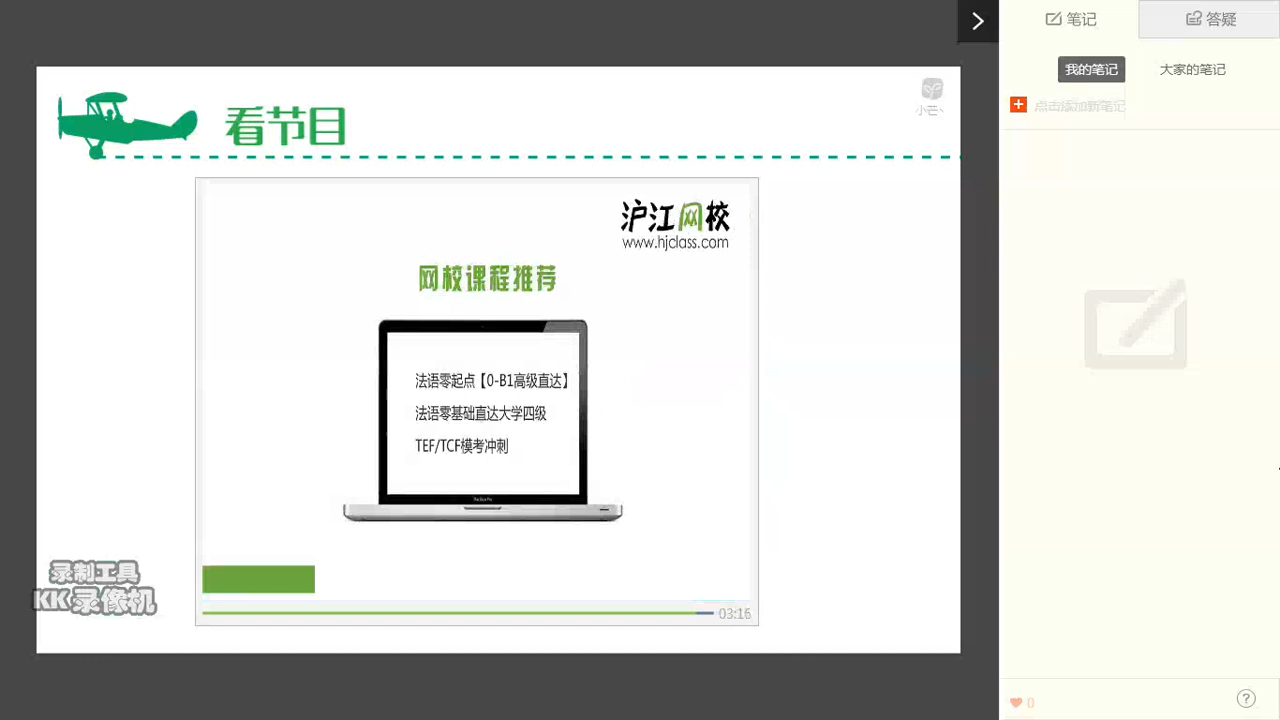 笔记
答疑
我的笔记
大家的笔记
点击添加新笔记
看节目
沪江网校
www.hjclass.com
网校课程推荐
法语零起点【0-B1高级直达】
法语零基础直达大学四级
TEF/TCF模考冲刺
03:16
录制工具
KK录像机
0